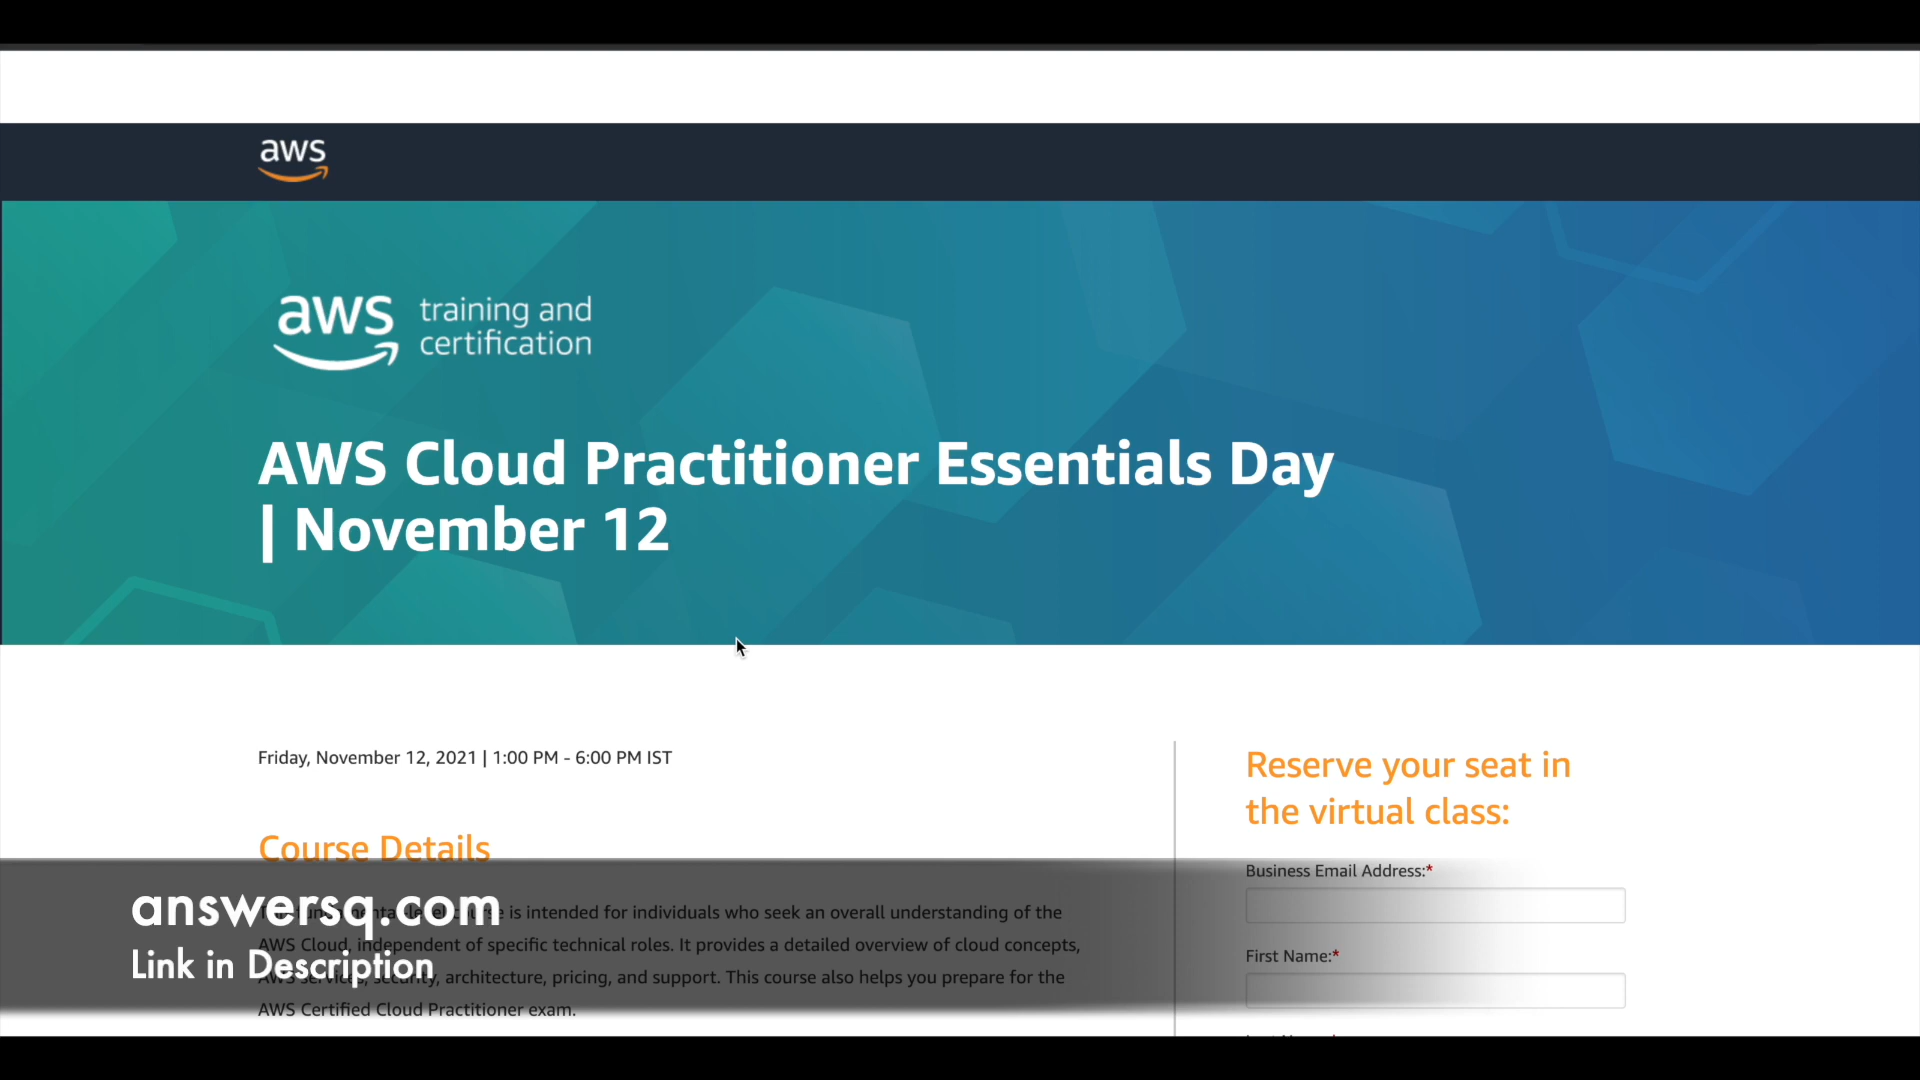 aws
aws training and
certification
AWS Cloud Practitioner Essentials Day
| November 12
Friday, November 12, 2021 | 1:00 PM - 6:00 PM IST
Course Details
is intended for individuals who seek an overall understanding of the
AWS Cloud, independent of specific technical roles. It provides a detailed overview of cloud concepts,
AWS services, security, architecture, pricing, and support. This course also helps you prepare for the
AWS Certified Cloud Practitioner exam.
Reserve your seat in
the virtual class:
Business Email Address:*
First Name:*
answersq.com
Link in Description